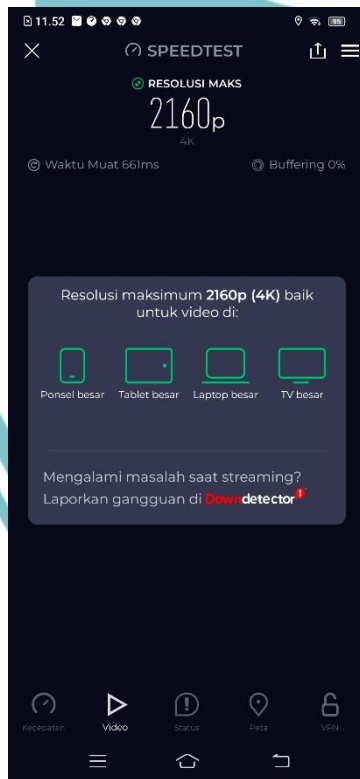 11.52
95
SPEEDTEST
RESOLUSI MAKS
2160p
4K
Waktu Muat 661ms
Buffering 0%
Resolusi maksimum 2160p (4K) baik
untuk video di:
Ponsel besar
Tablet besar
Laptop besar
TV besar
Mengalami masalah saat streaming?
Laporkan gangguan di Downdetector
Kecepatan
Video
Status
Peta
VPN